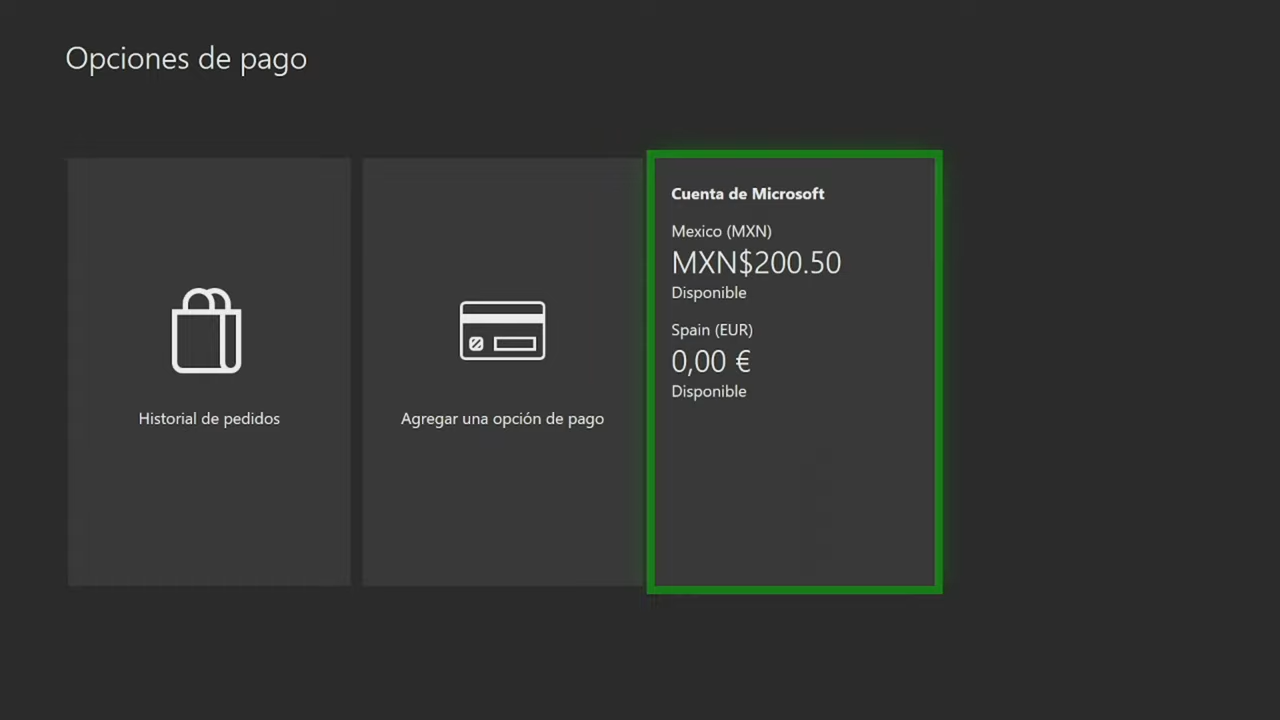 Opciones de pago
Historial de pedidos
Agregar una opción de pago
Cuenta de Microsoft
Mexico (MXN)
MXN$200.50
Disponible
Spain (EUR)
0,00 €
Disponible